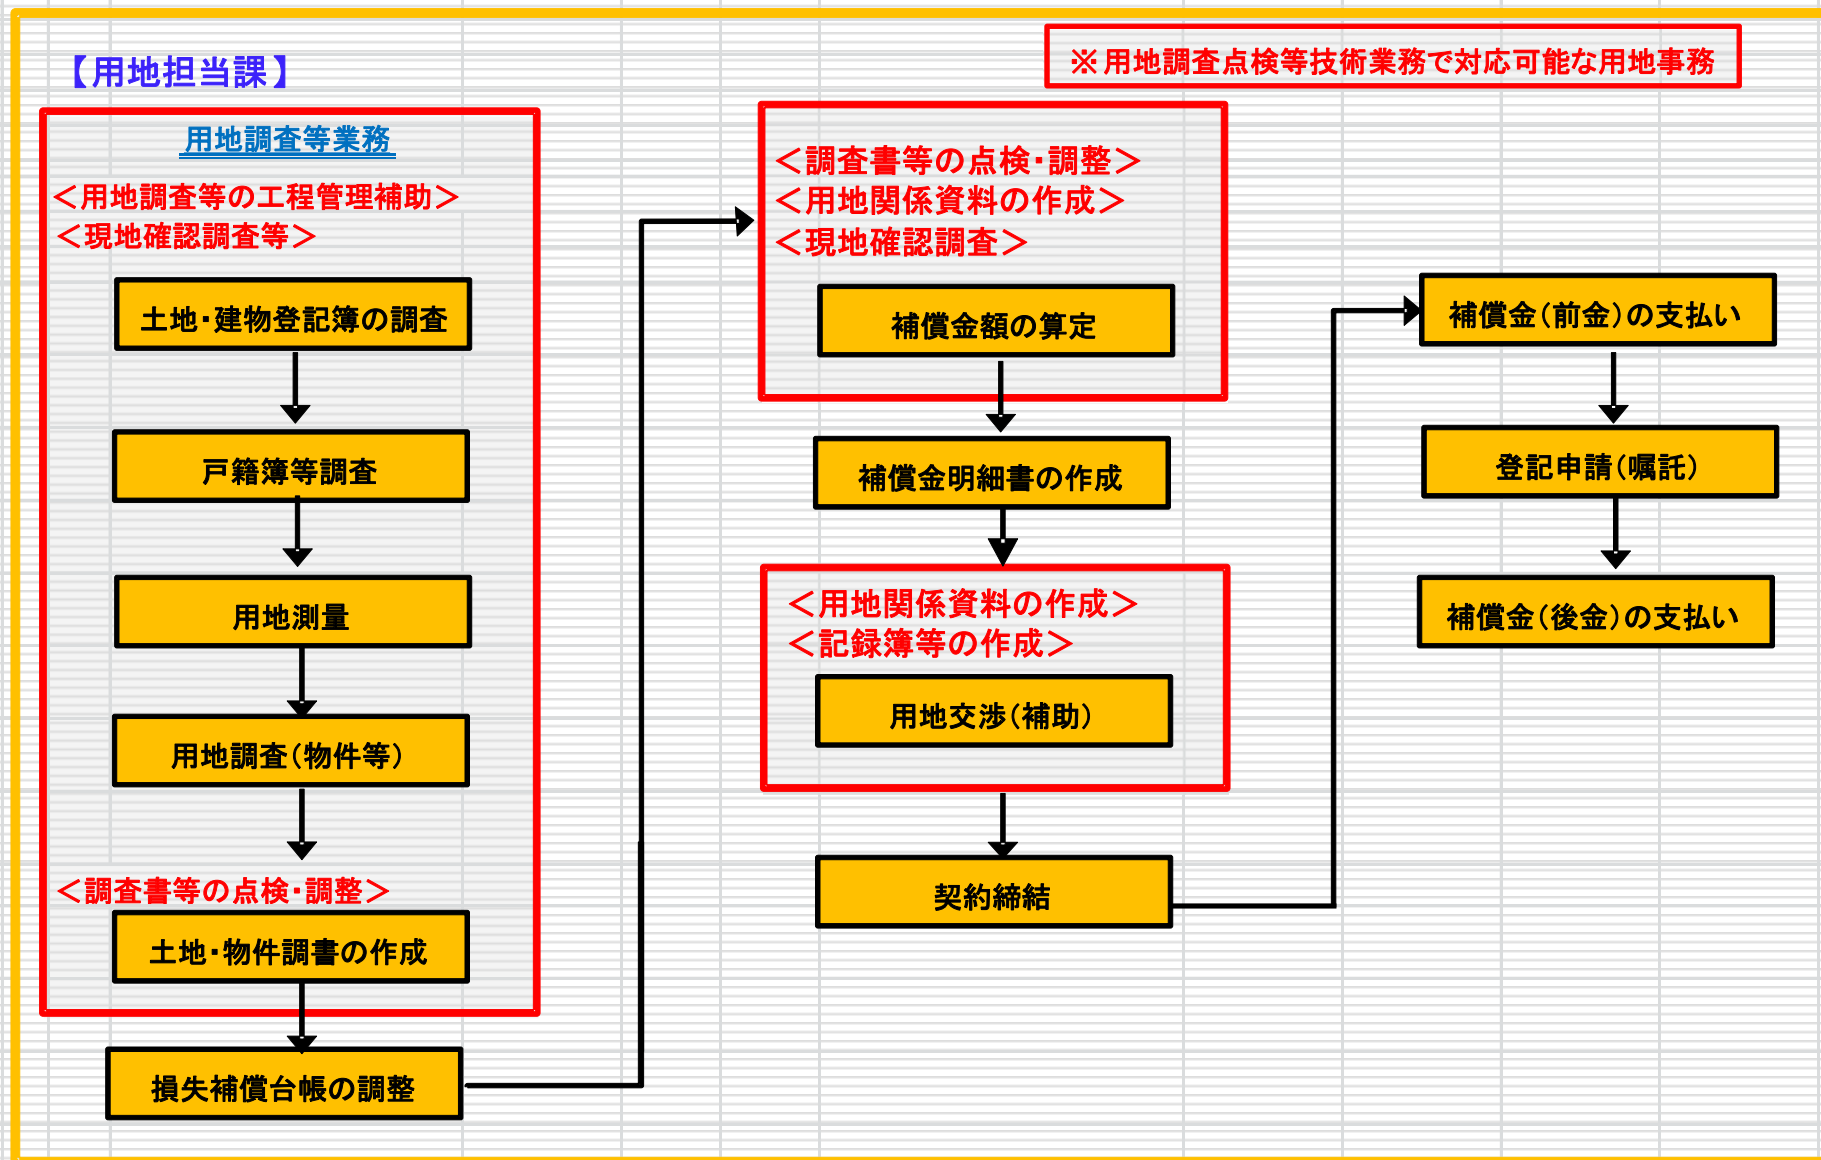 【用地担当課】
※用地調査点検等技術業務で対応可能な用地事務
用地調査等業務
＜用地調査等の工程管理補助＞
＜現地確認調査等＞
土地・建物登記簿の調査
戸籍簿等調査
用地測量
用地調査（物件等）
＜調査書等の点検・調整＞
土地・物件調書の作成
損失補償台帳の調整
＜調査書等の点検・調整＞
＜用地関係資料の作成＞
＜現地確認調査＞
補償金額の算定
補償金明細書の作成
＜用地関係資料の作成＞
＜記録簿等の作成＞
用地交渉（補助）
契約締結
補償金（前金）の支払い
登記申請（嘱託）
補償金（後金）の支払い